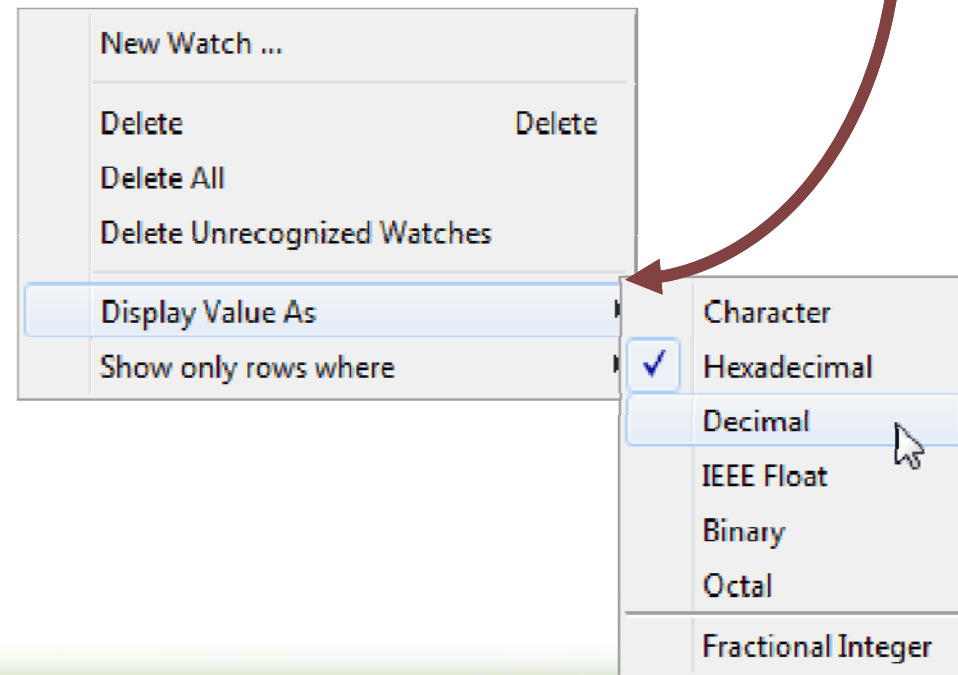 New Watch ...
Delete Delete
Delete All
Delete Unrecognized Watches
Display Value As
Show only rows where
Character
Hexadecimal
Decimal
IEEE Float
Binary
Octal
Fractional Integer